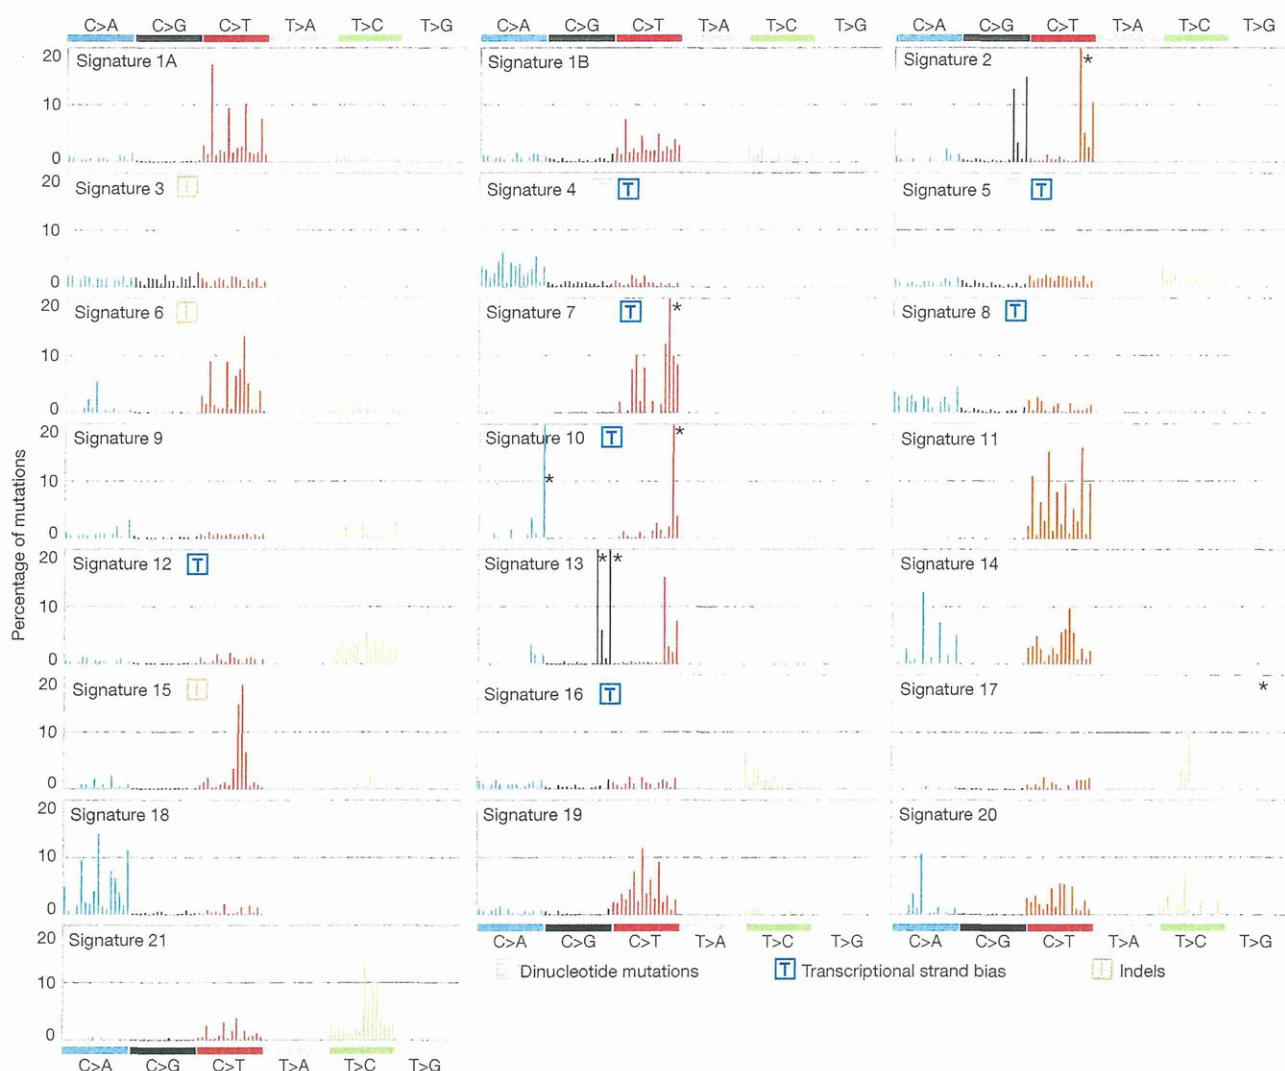 C>A C>G C>T T>A T>C T>G C>A C>G C>T T>A T>C T>G C>A C>G C>T T>A T>C T>G
20 Signature 1A Signature 1B Signature 2 *
10
0
20 Signature 3 I Signature 4 T Signature 5 T
10
0
20 Signature 6 I Signature 7 T * Signature 8 T
10
0
20 Signature 9 Signature 10 T * Signature 11
10 *
0
20 Signature 12 T Signature 13 * * Signature 14
10
0
20 Signature 15 I Signature 16 T Signature 17 *
10
0
20 Signature 18 Signature 19 Signature 20
10
0
Percentage of mutations
C>A C>G C>T T>A T>C T>G C>A C>G C>T T>A T>C T>G
20 Signature 21
10
0
Dinucleotide mutations T Transcriptional strand bias I Indels
C>A C>G C>T T>A T>C T>G